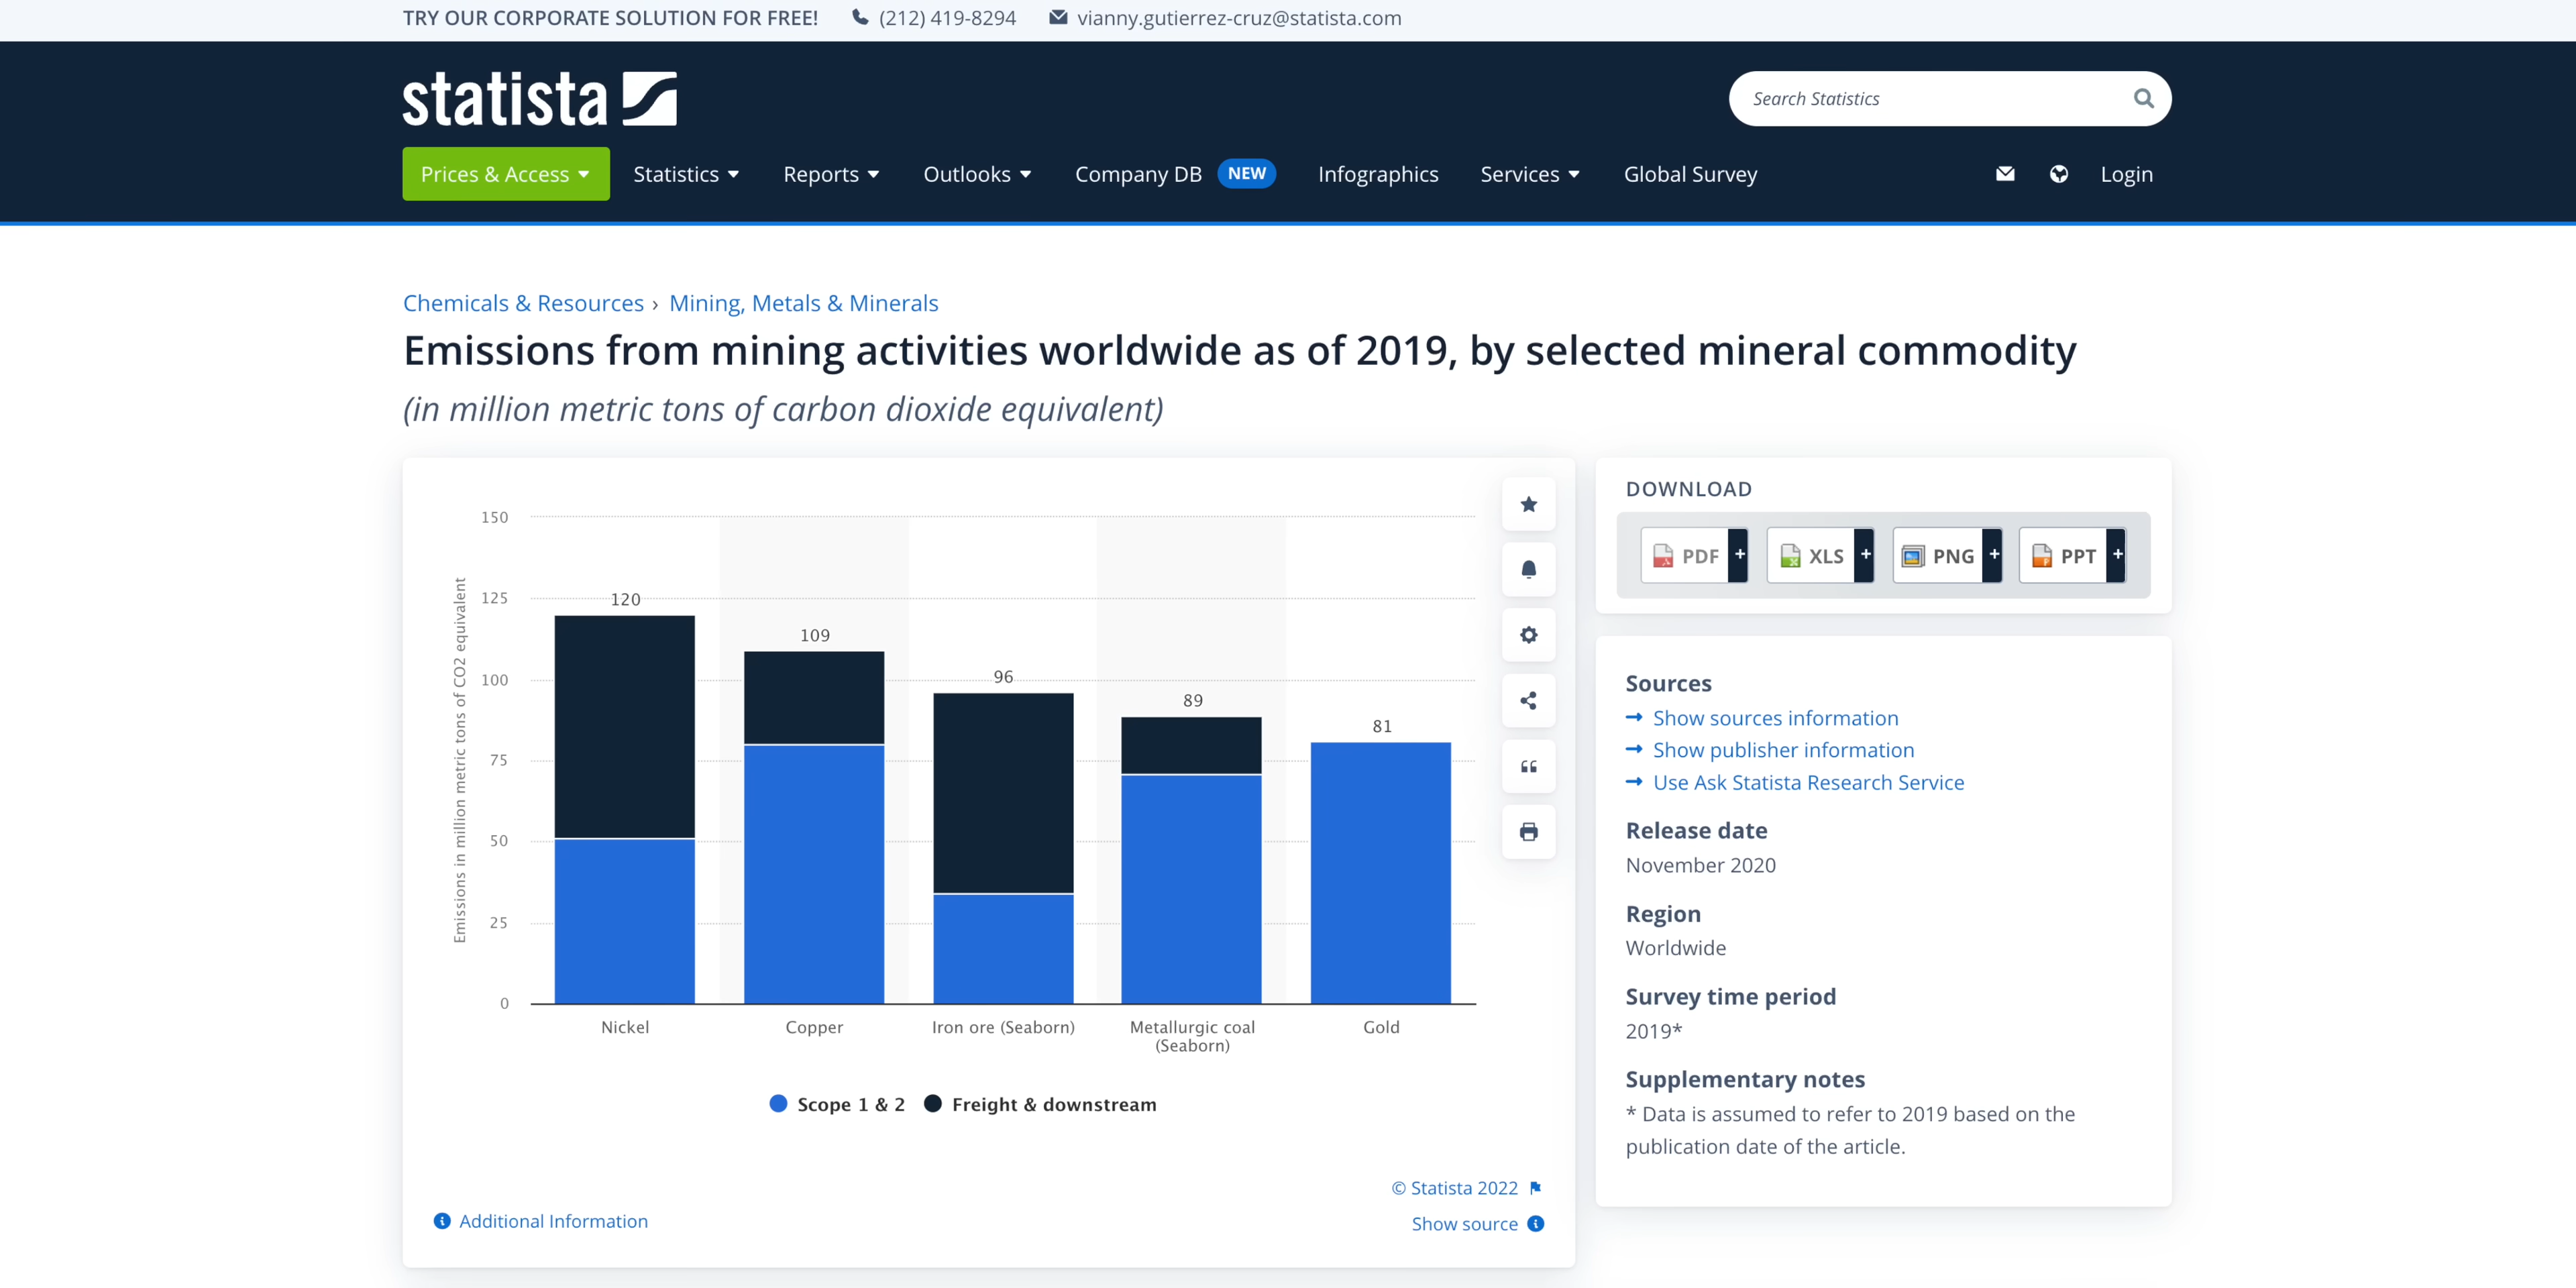 TRY OUR CORPORATE SOLUTION FOR FREE! (212) 419-8294 vianny.gutierrez-cruz@statista.com
statista
Search Statistics
Prices & Access Statistics Reports Outlooks Company DB NEW Infographics Services Global Survey Login
Chemicals & Resources › Mining, Metals & Minerals
Emissions from mining activities worldwide as of 2019, by selected mineral commodity
(in million metric tons of carbon dioxide equivalent)
Emissions in million metric tons of CO2 equivalent
150
125
100
75
50
25
0
120
109
96
89
81
Nickel
Copper
Iron ore (Seaborn)
Metallurgic coal
(Seaborn)
Gold
Scope 1 & 2 Freight & downstream
© Statista 2022
Additional Information
Show source
DOWNLOAD
PDF + XLS + PNG + PPT +
Sources
Show sources information
Show publisher information
Use Ask Statista Research Service
Release date
November 2020
Region
Worldwide
Survey time period
2019*
Supplementary notes
* Data is assumed to refer to 2019 based on the
publication date of the article.